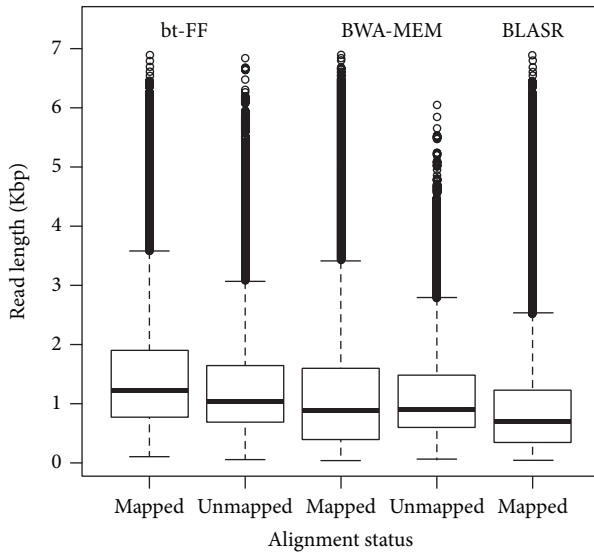 bt-FF BWA-MEM BLASR
7
6
5
4
3
2
1
0
Read length (Kbp)
Mapped Unmapped Mapped Unmapped Mapped
Alignment status